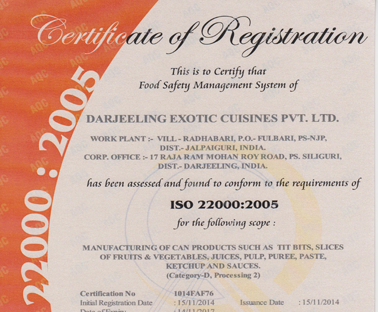 Certificate of Registration
This is to Certify that
Food Safety Management System of
DARJEELING EXOTIC CUISINES PVT. LTD.
WORK PLANT :- VILL - RADHABARI, P.O.- FULBARI, PS-NJP,
DIST.- JALPAIGURI, INDIA.
CORP. OFFICE :- 17 RAJA RAM MOHAN ROY ROAD, PS. SILIGURI,
DIST.- DARJEELING, INDIA.
has been assessed and found to conform to the requirements of
ISO 22000:2005
for the following scope :
MANUFACTURING OF CAN PRODUCTS SUCH AS TIT BITS, SLICES
OF FRUITS & VEGETABLES, JUICES, PULP, PUREE, PASTE,
KETCHUP AND SAUCES.
(Category-D, Processing 2)
Certification No 1014FAF76
Initial Registration Date : 15/11/2014 Issuance Date : 15/11/2014
Date of Expiry
22000 : 2005